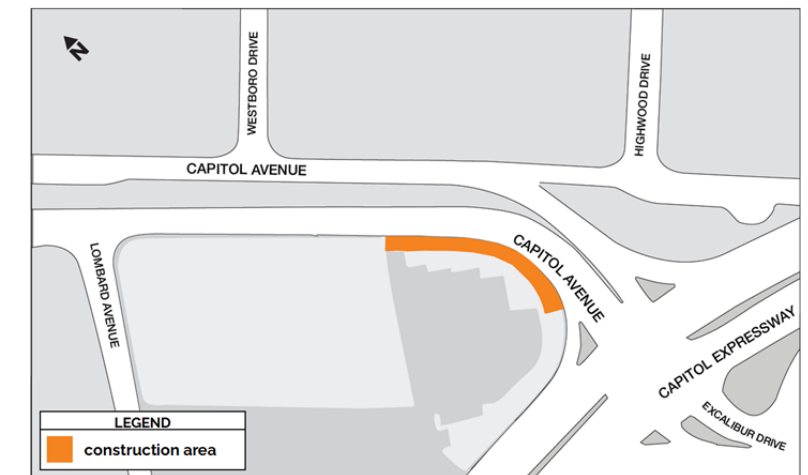 N
WESTBORO DRIVE
HIGHWOOD DRIVE
CAPITOL AVENUE
LOMBARD AVENUE
CAPITOL AVENUE
CAPITOL EXPRESSWAY
EXCALIBUR DRIVE
LEGEND
construction area